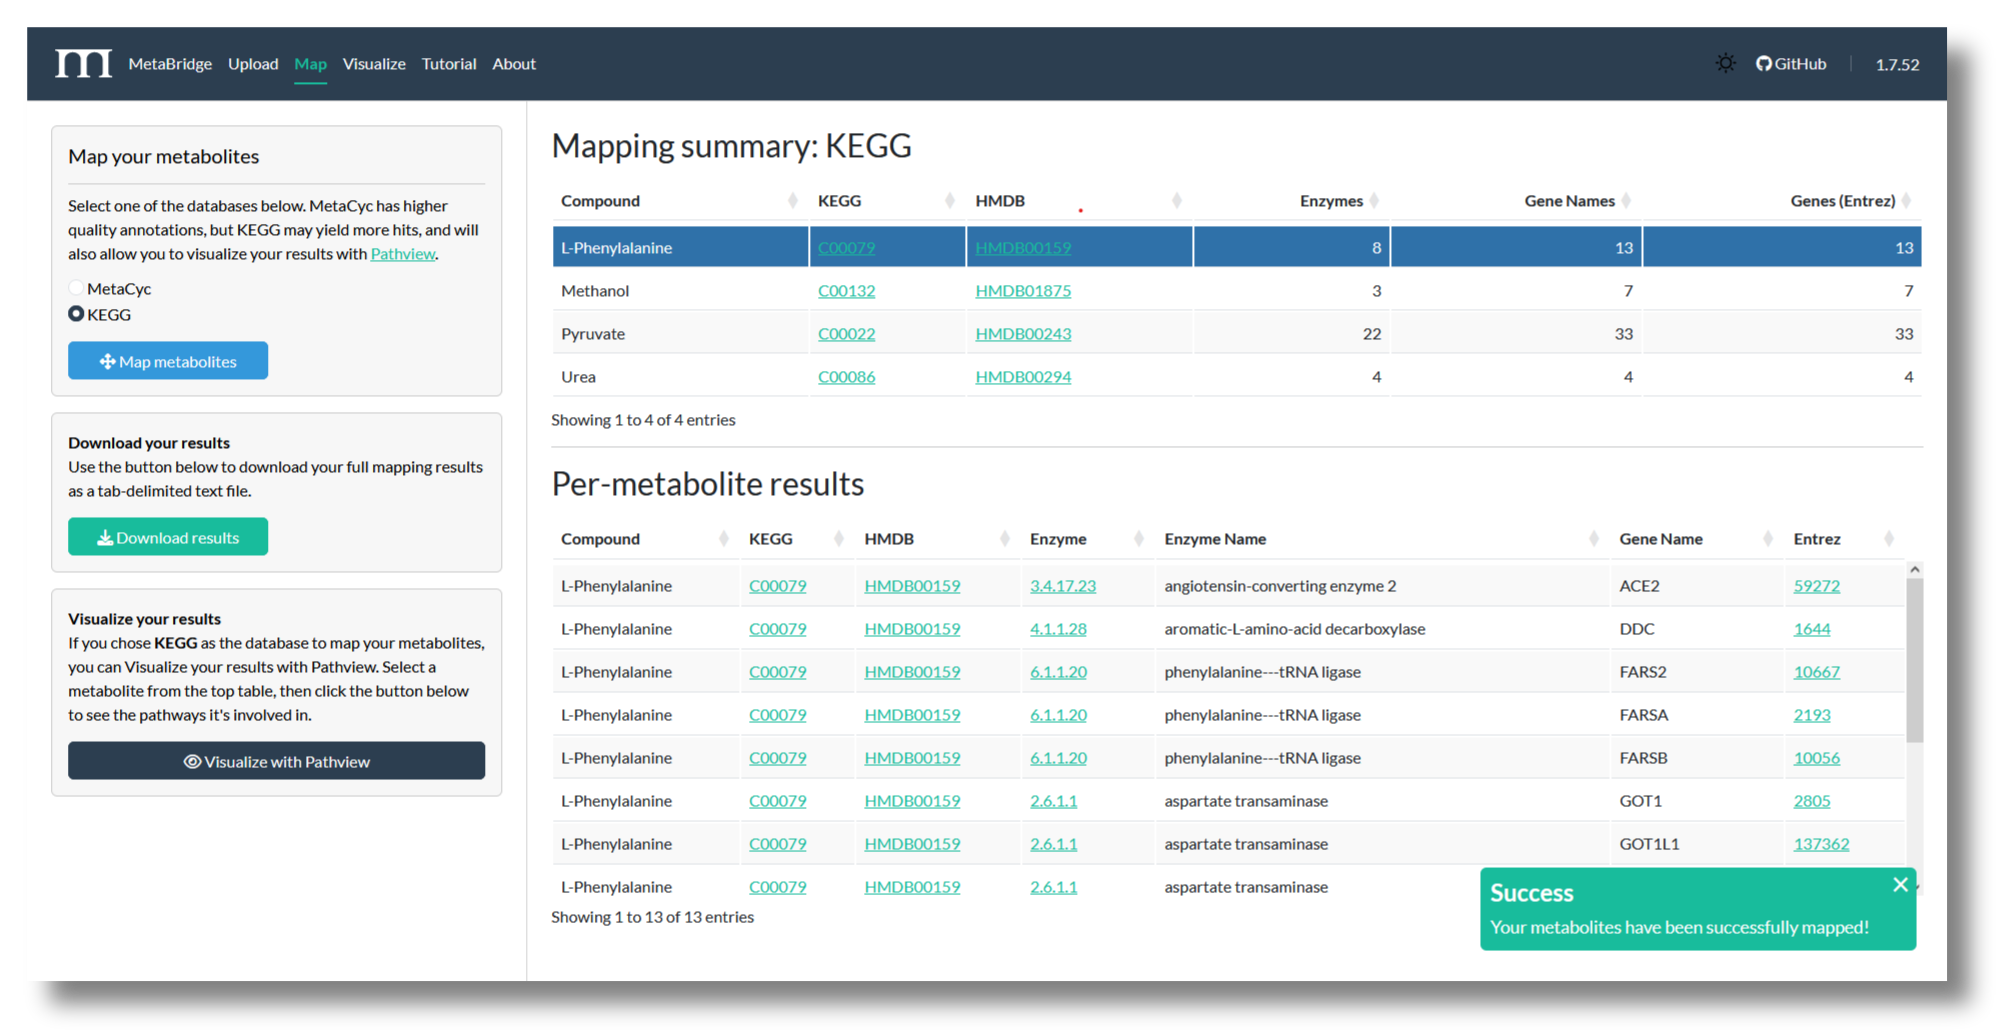 m MetaBridge Upload Map Visualize Tutorial About GitHub 1.7.52
Map your metabolites
Select one of the databases below. MetaCyc has higher
quality annotations, but KEGG may yield more hits, and will
also allow you to visualize your results with Pathview.
MetaCyc
KEGG
Map metabolites
Download your results
Use the button below to download your full mapping results
as a tab-delimited text file.
Download results
Visualize your results
If you chose KEGG as the database to map your metabolites,
you can Visualize your results with Pathview. Select a
metabolite from the top table, then click the button below
to see the pathways it's involved in.
Visualize with Pathview
Mapping summary: KEGG
Compound KEGG HMDB Enzymes Gene Names Genes (Entrez)
L-Phenylalanine C00079 HMDB00159 8 13 13
Methanol C00132 HMDB01875 3 7 7
Pyruvate C00022 HMDB00243 22 33 33
Urea C00086 HMDB00294 4 4 4
Showing 1 to 4 of 4 entries
Per-metabolite results
Compound KEGG HMDB Enzyme Enzyme Name Gene Name Entrez
L-Phenylalanine C00079 HMDB00159 3.4.17.23 angiotensin-converting enzyme 2 ACE2 59272
L-Phenylalanine C00079 HMDB00159 4.1.1.28 aromatic-L-amino-acid decarboxylase DDC 1644
L-Phenylalanine C00079 HMDB00159 6.1.1.20 phenylalanine---tRNA ligase FARS2 10667
L-Phenylalanine C00079 HMDB00159 6.1.1.20 phenylalanine---tRNA ligase FARSA 2193
L-Phenylalanine C00079 HMDB00159 6.1.1.20 phenylalanine---tRNA ligase FARSB 10056
L-Phenylalanine C00079 HMDB00159 2.6.1.1 aspartate transaminase GOT1 2805
L-Phenylalanine C00079 HMDB00159 2.6.1.1 aspartate transaminase GOT1L1 137362
L-Phenylalanine C00079 HMDB00159 2.6.1.1 aspartate transaminase
Showing 1 to 13 of 13 entries
Success
Your metabolites have been successfully mapped!